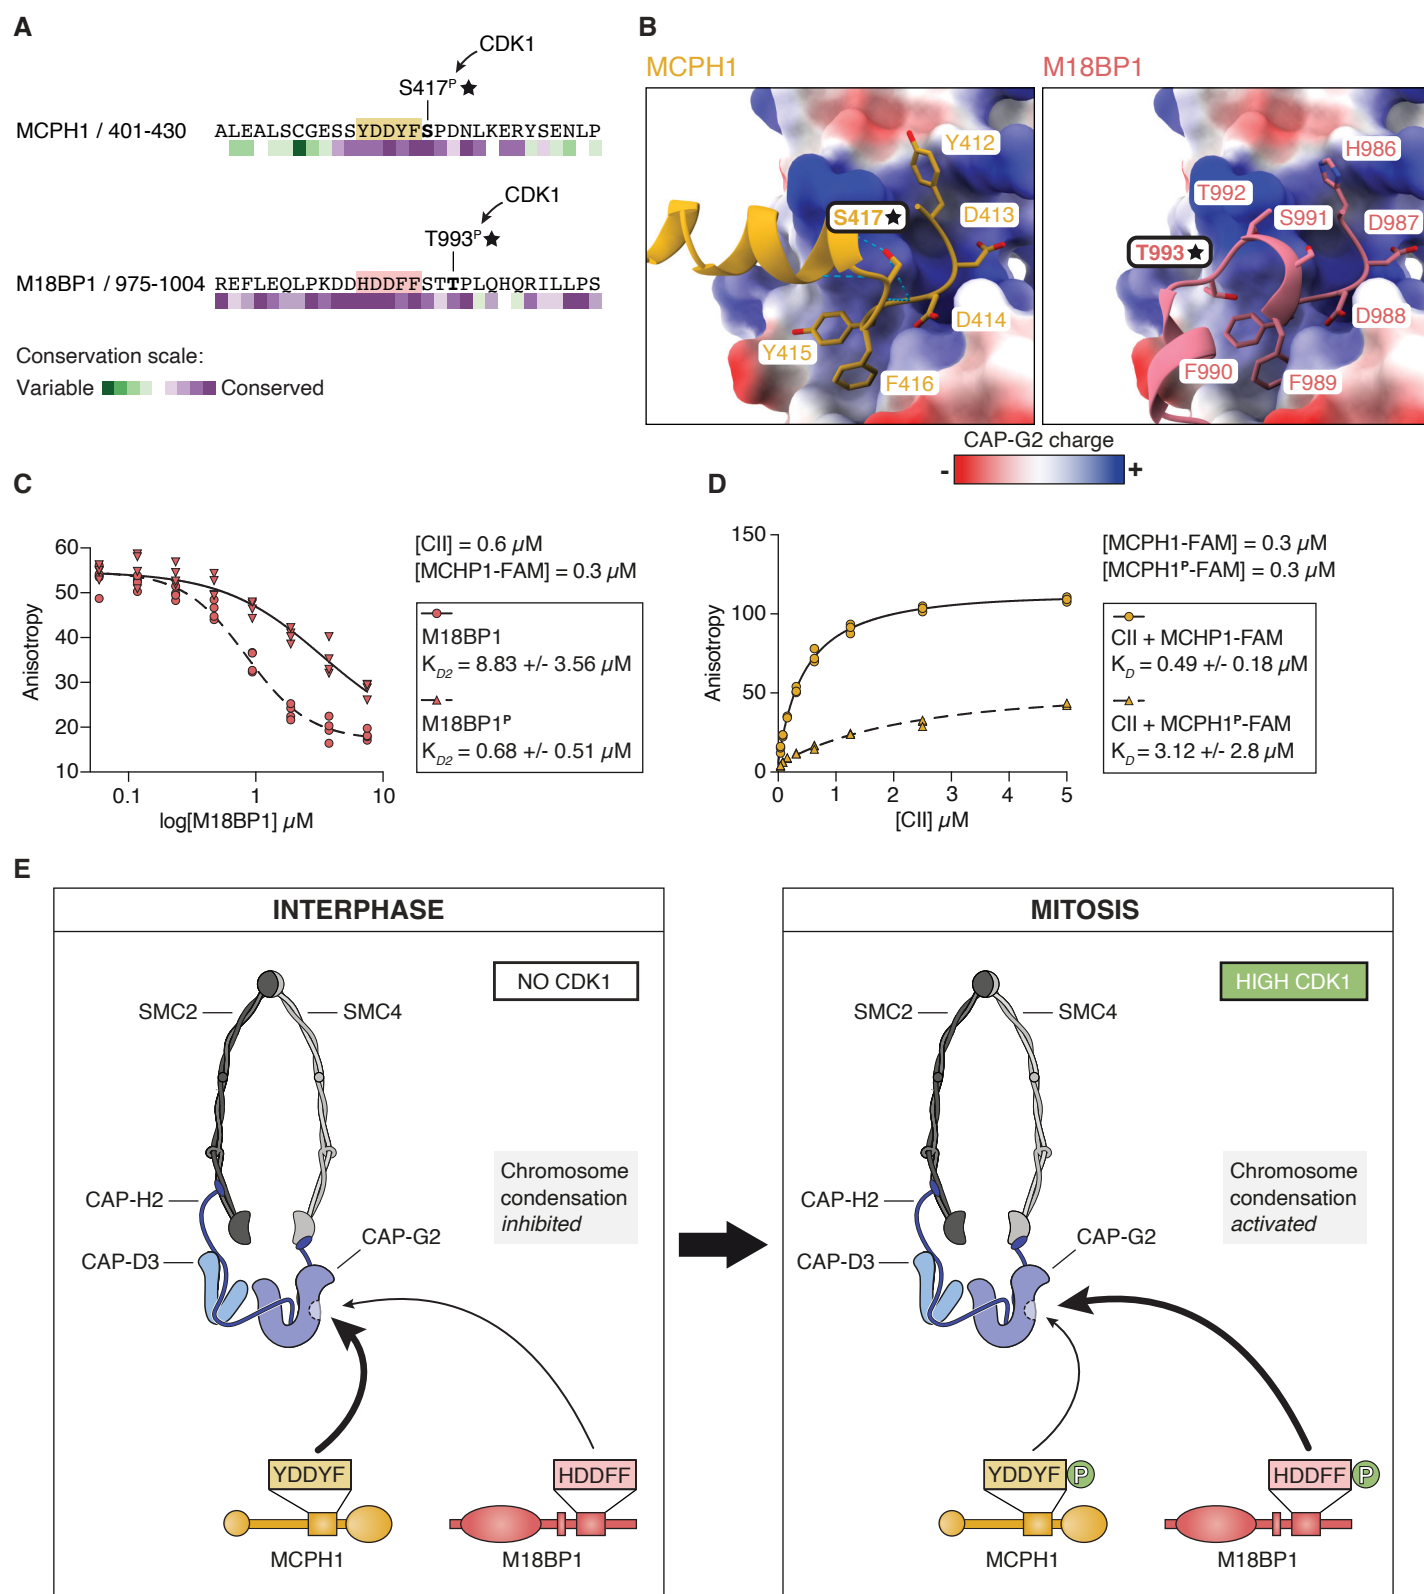 A
CDK1
S417P★
MCPH1 / 401-430 ALEALSCGESSYDDYFSPDNLKERYSENLP
CDK1
T993P★
M18BP1 / 975-1004 REFLEQLPKDDHDDFFSTTPLQHQRILLPS
Conservation scale:
Variable Conserved
B
MCPH1
Y412
S417★
D413
D414
Y415
F416
M18BP1
H986
T992
S991
D987
T993★
D988
F990
F989
CAP-G2 charge
- +
C
[CII] = 0.6 µM
[MCHP1-FAM] = 0.3 µM
Anisotropy
60
50
40
30
20
10
0.1 1 10
log[M18BP1] µM
M18BP1
KD2 = 8.83 +/- 3.56 µM
M18BP1P
KD2 = 0.68 +/- 0.51 µM
D
[MCPH1-FAM] = 0.3 µM
[MCPH1P-FAM] = 0.3 µM
Anisotropy
150
100
50
0
0 1 2 3 4 5
[CII] µM
CII + MCHP1-FAM
KD = 0.49 +/- 0.18 µM
CII + MCPH1P-FAM
KD = 3.12 +/- 2.8 µM
E
INTERPHASE
NO CDK1
SMC2
SMC4
Chromosome
condensation
inhibited
CAP-H2
CAP-G2
CAP-D3
YDDYF
HDDFF
MCPH1
M18BP1
MITOSIS
HIGH CDK1
SMC2
SMC4
Chromosome
condensation
activated
CAP-H2
CAP-G2
CAP-D3
YDDYF P
HDDFF P
MCPH1
M18BP1